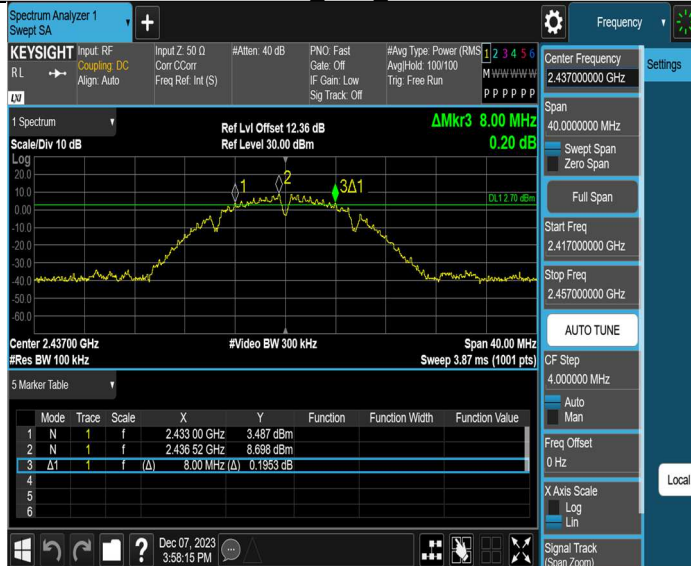 Spectrum Analyzer 1
Swept SA
+
Frequency
KEYSIGHT
RL
LXI
Input: RF
Coupling: DC
Align: Auto
Input Z: 50 Ω
Corr CCorr
Freq Ref: Int (S)
#Atten: 40 dB
PNO: Fast
Gate: Off
IF Gain: Low
Sig Track: Off
#Avg Type: Power (RMS
Avg|Hold: 100/100
Trig: Free Run
1 2 3 4 5 6
M W W W W W
P P P P P P
1 Spectrum
Scale/Div 10 dB
Ref Lvl Offset 12.36 dB
Ref Level 30.00 dBm
ΔMkr3 8.00 MHz
0.20 dB
Log
20.0
10.0
0.00
-10.0
-20.0
-30.0
-40.0
-50.0
-60.0
1
2
3Δ1
DL1 2.70 dBm
Center 2.43700 GHz
#Res BW 100 kHz
#Video BW 300 kHz
Span 40.00 MHz
Sweep 3.87 ms (1001 pts)
5 Marker Table
Mode Trace Scale X Y Function Function Width Function Value
1 N 1 f 2.433 00 GHz 3.487 dBm
2 N 1 f 2.436 52 GHz 8.698 dBm
3 Δ1 1 f (Δ) 8.00 MHz (Δ) 0.1953 dB
4
5
6
?
Dec 07, 2023
3:58:15 PM
Center Frequency
2.437000000 GHz
Span
40.0000000 MHz
Swept Span
Zero Span
Full Span
Start Freq
2.417000000 GHz
Stop Freq
2.457000000 GHz
AUTO TUNE
CF Step
4.000000 MHz
Auto
Man
Freq Offset
0 Hz
X Axis Scale
Log
Lin
Signal Track
(Span Zoom)
Settings
Local